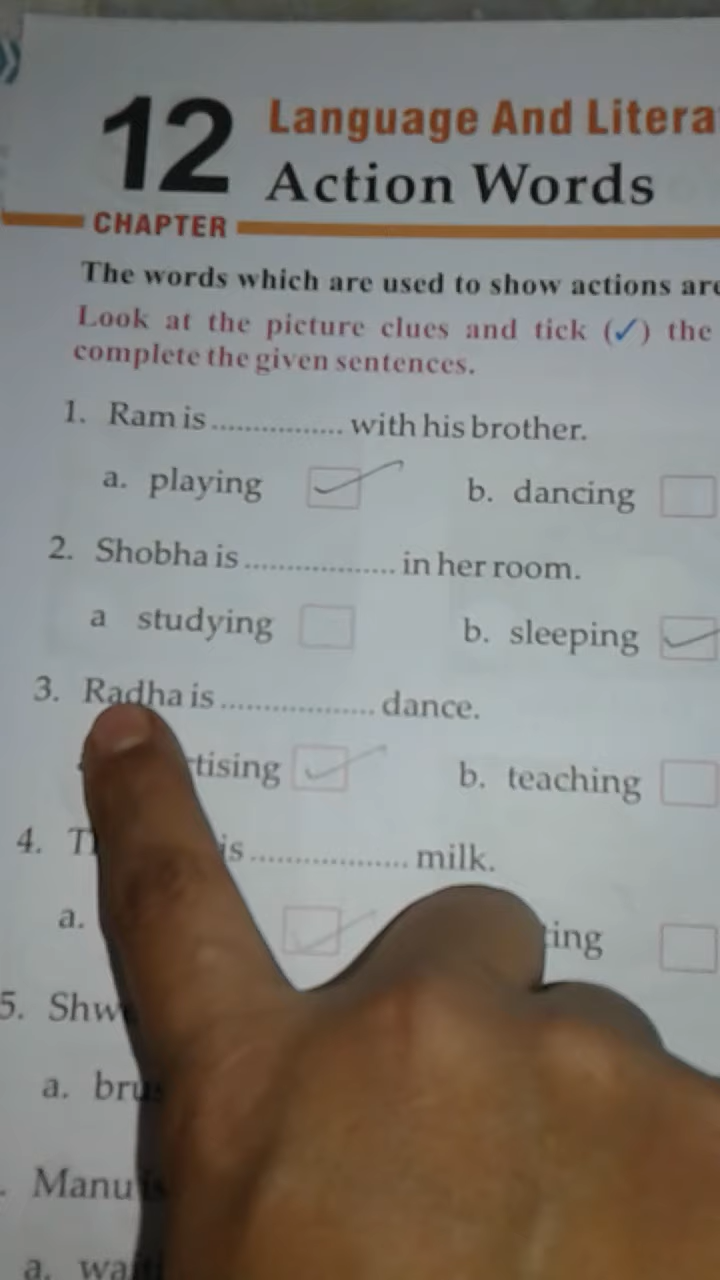 12 Language And Litera
Action Words
CHAPTER
The words which are used to show actions are
Look at the picture clues and tick (✓) the
complete the given sentences.
1. Ram is ............... with his brother.
a. playing b. dancing
2. Shobha is ................. in her room.
a studying b. sleeping
3. Radha is ................. dance.
tising b. teaching
4. T is ................. milk.
a. ing
5. Shw
a. bru
Manu is
a. wa